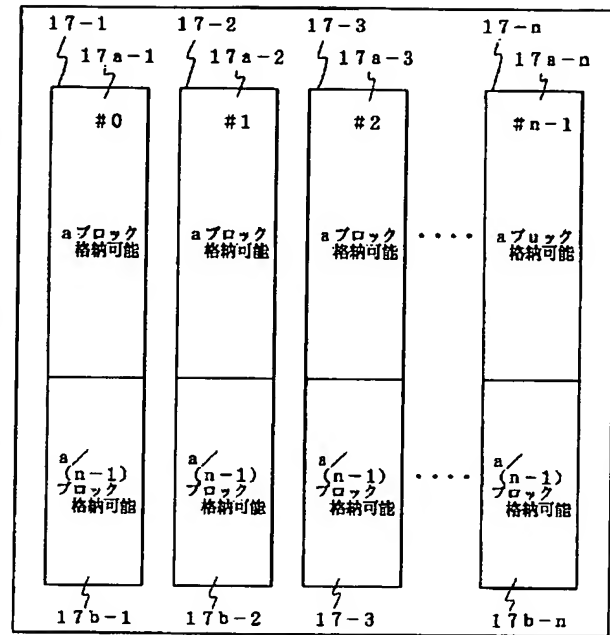 17-1 17-2 17-3 17-n
17a-1 17a-2 17a-3 17a-n
#0 #1 #2 #n-1
aブロック aブロック aブロック ････ aブuック
格納可能 格納可能 格納可能 格納可能
a／ a／ a／ a／
(n-1) (n-1) (n-1) ････ (n-1)
ブロック ブロック ブロック ブロック
格納可能 格納可能 格納可能 格納可能
17b-1 17b-2 17-3 17b-n